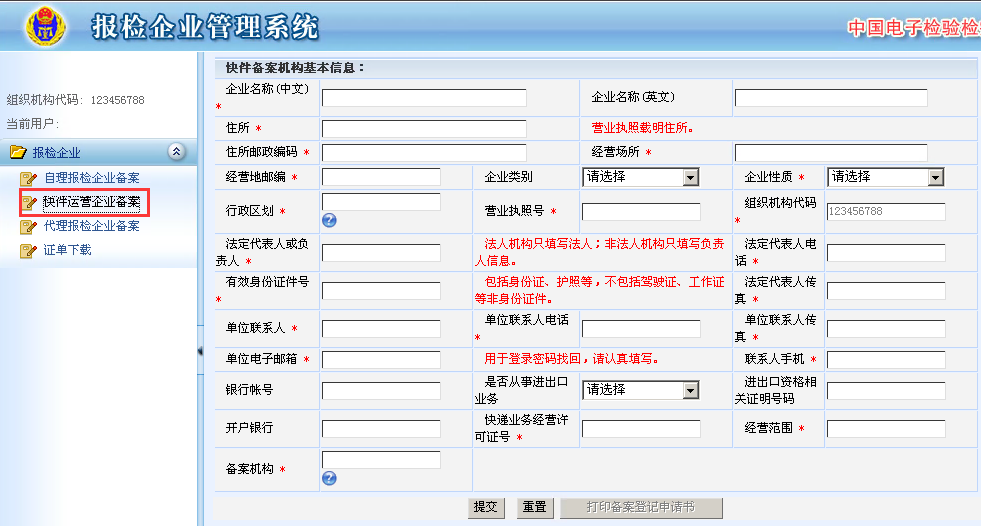 报检企业管理系统
中国电子检验检
组织机构代码: 123456788
当前用户:
报检企业
自理报检企业备案
快件运营企业备案
代理报检企业备案
证单下载
快件备案机构基本信息：
企业名称(中文) *
企业名称(英文)
住所 *
营业执照载明住所。
住所邮政编码 *
经营场所 *
经营地邮编 *
企业类别
请选择
企业性质 *
请选择
行政区划 *
营业执照号 *
组织机构代码 *
123456788
法定代表人或负
责人 *
法人机构只填写法人；非法人机构只填写负责
人信息。
法定代表人电
话 *
有效身份证件号
*
包括身份证、护照等，不包括驾驶证、工作证
等非身份证件。
法定代表人传
真 *
单位联系人 *
单位联系人电话
*
单位联系人传
真 *
单位电子邮箱 *
用于登录密码找回，请认真填写。
联系人手机 *
银行帐号
是否从事进出口
业务
请选择
进出口资格相
关证明号码
开户银行
快递业务经营许
可证号 *
经营范围 *
备案机构 *
提交
重置
打印备案登记申请书